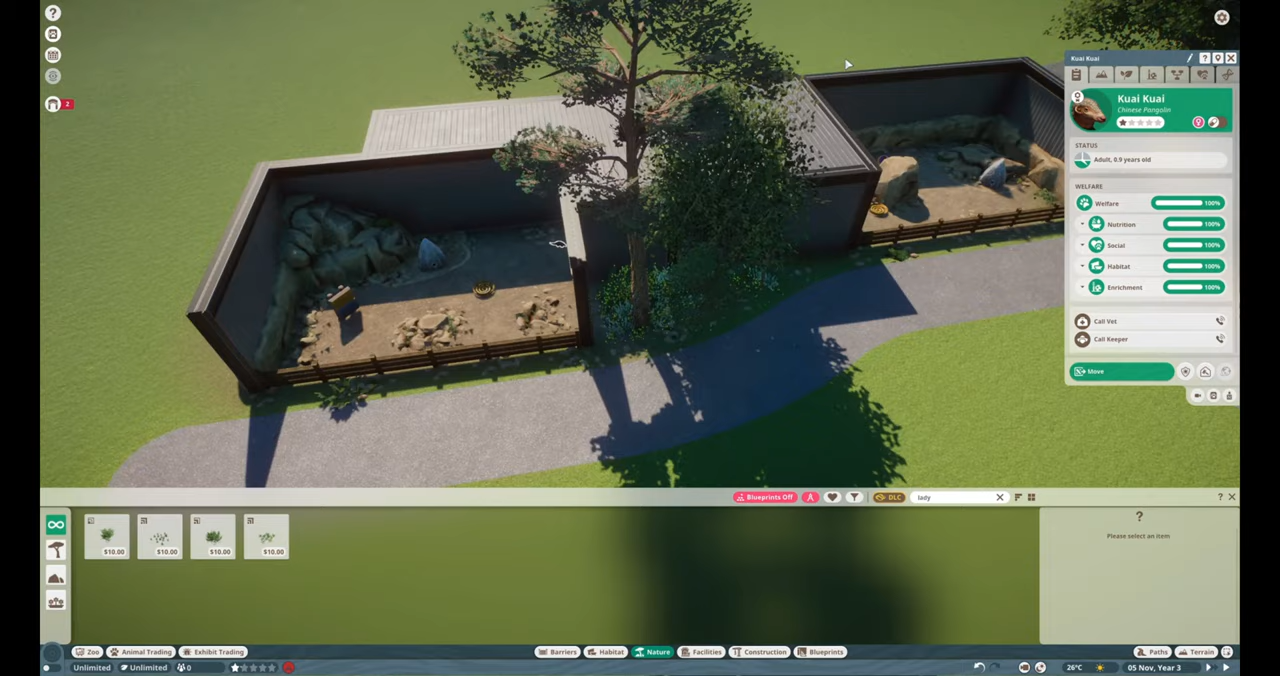 ?
2
Kuai Kuai
?
Kuai Kuai
Chinese Pangolin
STATUS
Adult, 0.9 years old
WELFARE
Welfare 100%
Nutrition 100%
Social 100%
Habitat 100%
Enrichment 100%
Call Vet
Call Keeper
Move
Blueprints Off
DLC
lady
?
$10.00
$10.00
$10.00
$10.00
?
Please select an item
Zoo
Animal Trading
Exhibit Trading
Barriers
Habitat
Nature
Facilities
Construction
Blueprints
Paths
Terrain
Unlimited
Unlimited
0
26°C
05 Nov, Year 3